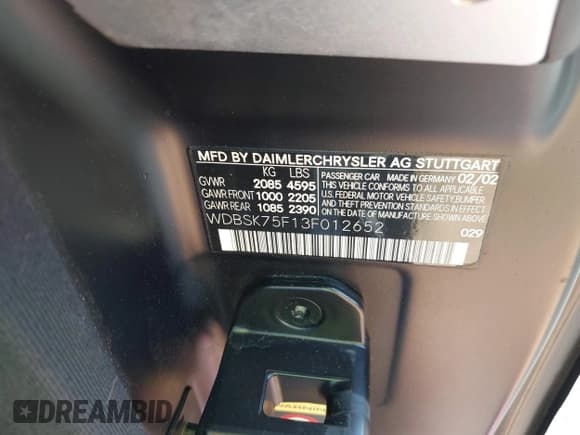 MFD BY DAIMLERCHRYSLER AG STUTTGART
KG LBS
GVWR 2085 4595
GAWR FRONT 1000 2205
GAWR REAR 1085 2390
PASSENGER CAR MADE IN GERMANY 02/02
THIS VEHICLE CONFORMS TO ALL APPLICABLE
U.S. FEDERAL MOTOR VEHICLE SAFETY, BUMPER
AND THEFT PREVENTION STANDARDS IN EFFECT
ON THE DATE OF MANUFACTURE SHOWN ABOVE
WDBSK75F13F012652
029
DREAMBID.COM